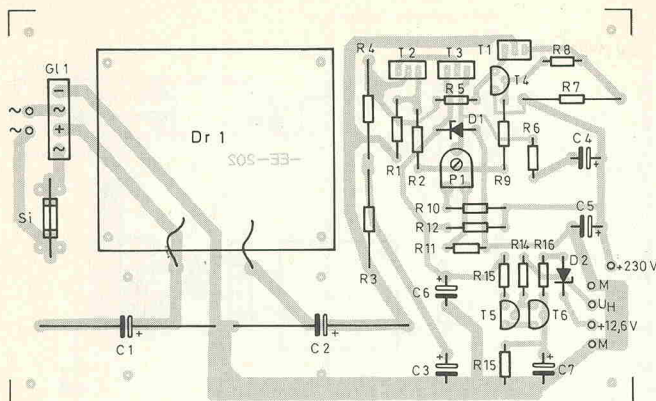 R4
T2
T3
T1
R8
Gl 1
T4
R5
R7
~
~
−
~
+
~
Dr 1
D1
R6
C4
+
-EE-202
R1
R2
P1
R9
Si
R10
R12
R11
C5
+
R3
R15
R14
R16
D2
+230 V
M
UH
+12,6V
M
C6
+
T5
T6
C1
+
C2
+
C3
+
R15
C7
+